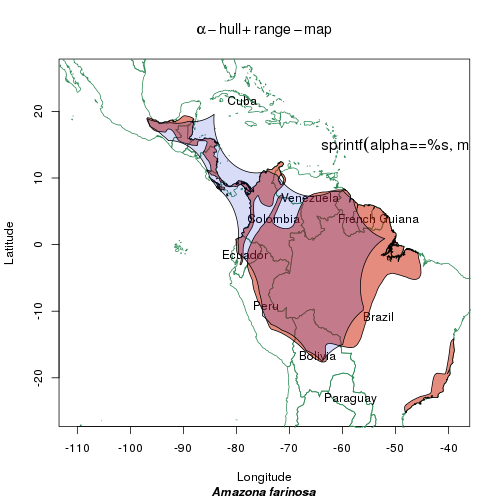 α − hull + range − map
Cuba
sprintf(alpha==%s, m
Venezuela
Colombia
French Guiana
Ecuador
Peru
Brazil
Bolivia
Paraguay
20
10
0
-10
-20
Latitude
-110 -100 -90 -80 -70 -60 -50 -40
Longitude
Amazona farinosa